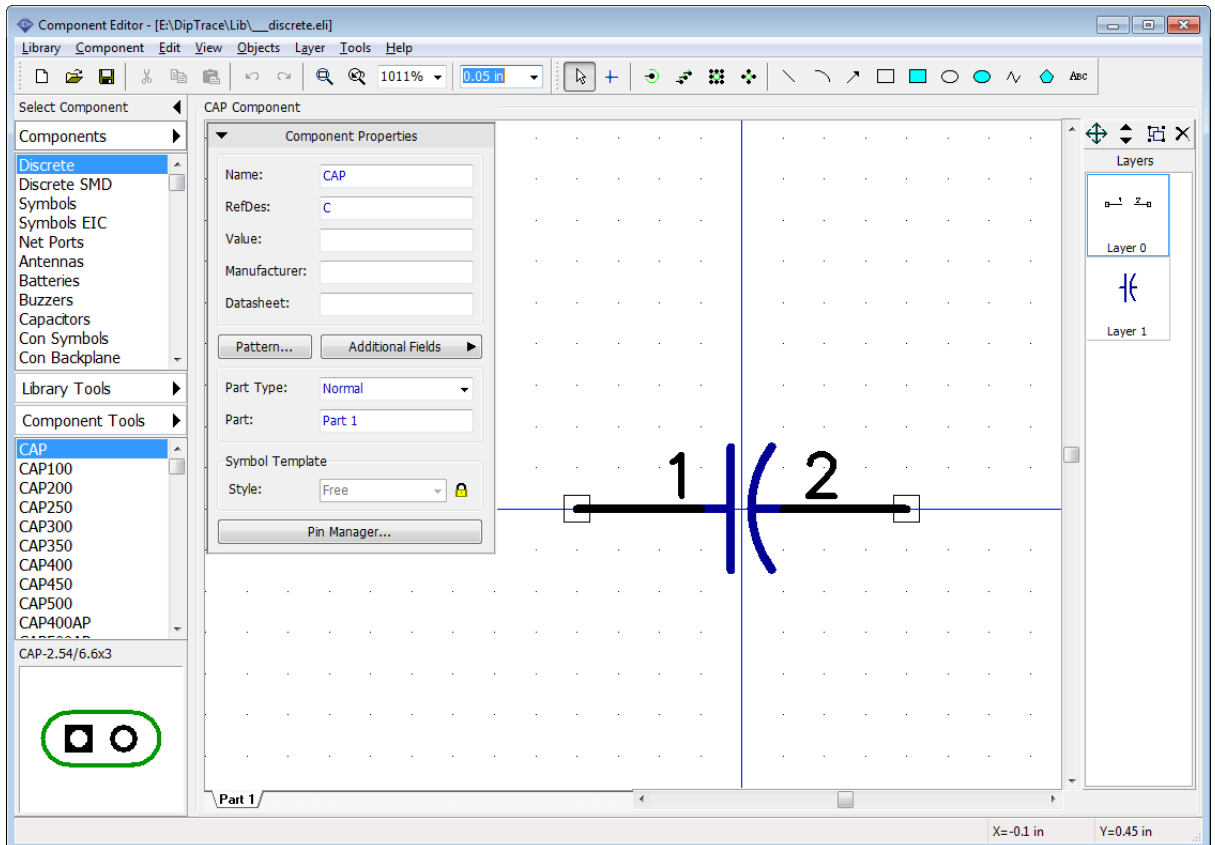 Component Editor - [E:\DipTrace\Lib\__discrete.eli]
Library Component Edit View Objects Layer Tools Help
1011% 0.05 in ABC
Select Component
CAP Component
Components
Discrete
Discrete SMD
Symbols
Symbols EIC
Net Ports
Antennas
Batteries
Buzzers
Capacitors
Con Symbols
Con Backplane
Library Tools
Component Tools
CAP
CAP100
CAP200
CAP250
CAP300
CAP350
CAP400
CAP450
CAP500
CAP400AP
CAP-2.54/6.6x3
Component Properties
Name: CAP
RefDes: C
Value:
Manufacturer:
Datasheet:
Pattern... Additional Fields
Part Type: Normal
Part: Part 1
Symbol Template
Style: Free
Pin Manager...
1 2
Part 1
Layers
1 2
Layer 0
Layer 1
X=-0.1 in Y=0.45 in